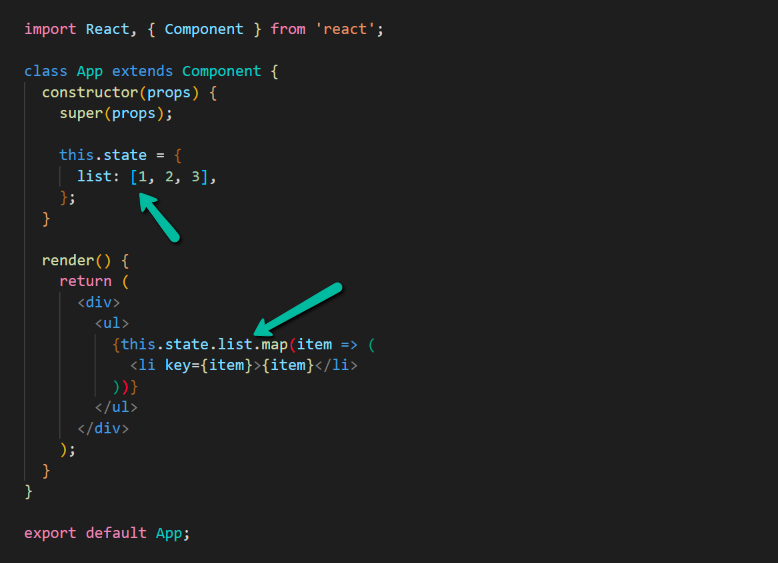 import React, { Component } from 'react';
class App extends Component {
constructor(props) {
super(props);
this.state = {
list: [1, 2, 3],
};
}
render() {
return (
<div>
<ul>
{this.state.list.map(item => (
<li key={item}>{item}</li>
))}
</ul>
</div>
);
}
}
export default App;